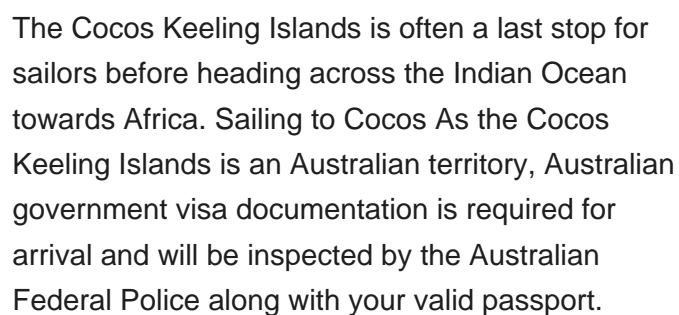 The Cocos Keeling Islands is often a last stop for
sailors before heading across the Indian Ocean
towards Africa. Sailing to Cocos As the Cocos
Keeling Islands is an Australian territory, Australian
government visa documentation is required for
arrival and will be inspected by the Australian
Federal Police along with your valid passport.